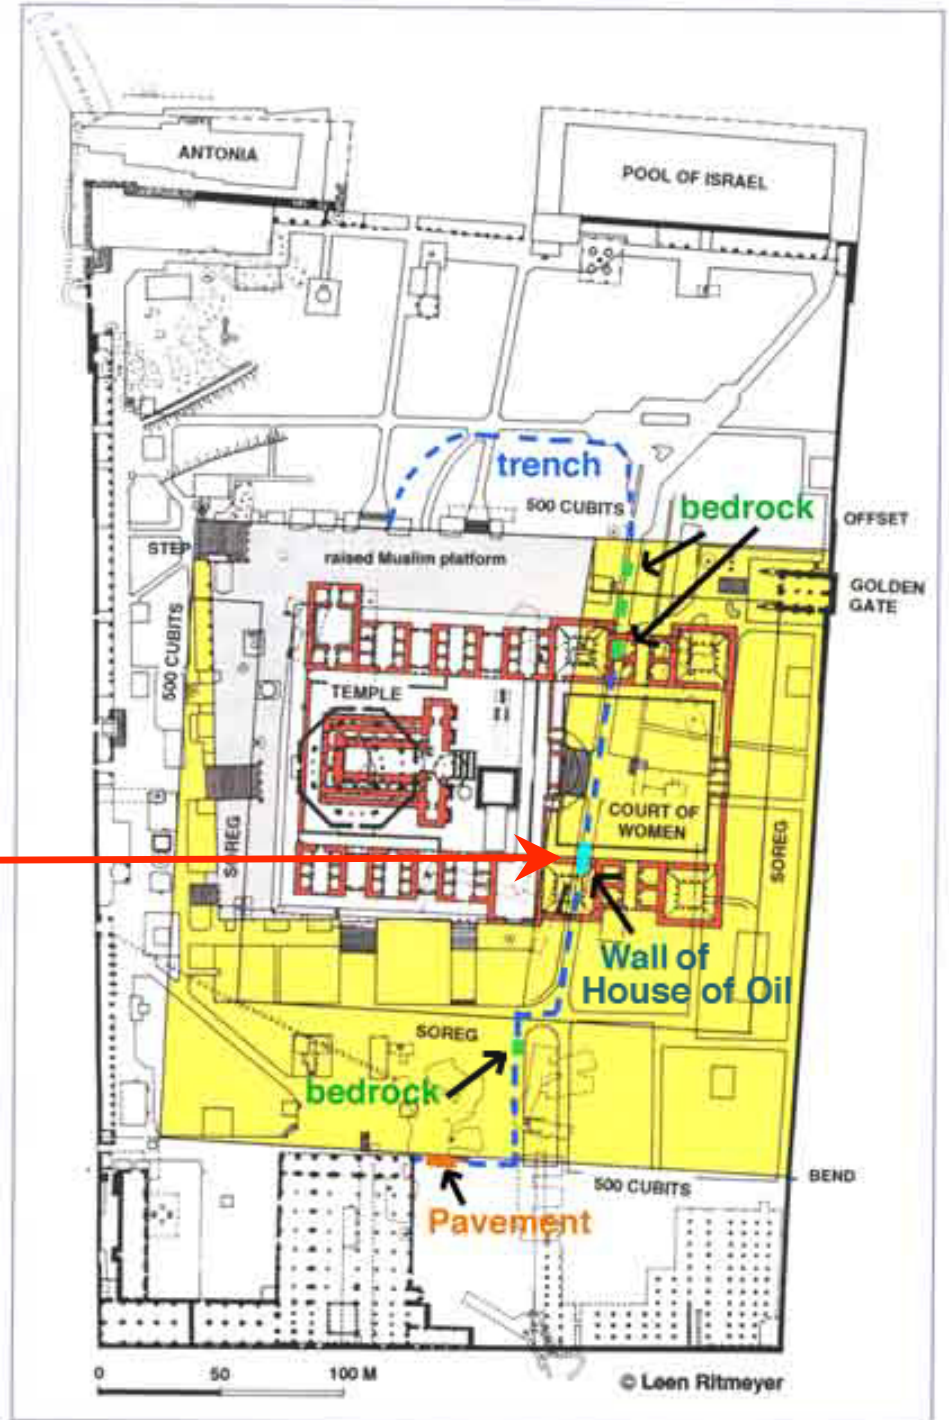 ANTONIA
POOL OF ISRAEL
trench
500 CUBITS
bedrock
OFFSET
STEP
raised Muslim platform
GOLDEN
GATE
500 CUBITS
TEMPLE
COURT OF
WOMEN
SOREG
SOREG
Wall of
House of Oil
SOREG
bedrock
BEND
500 CUBITS
Pavement
0 50 100 M
© Leen Ritmeyer